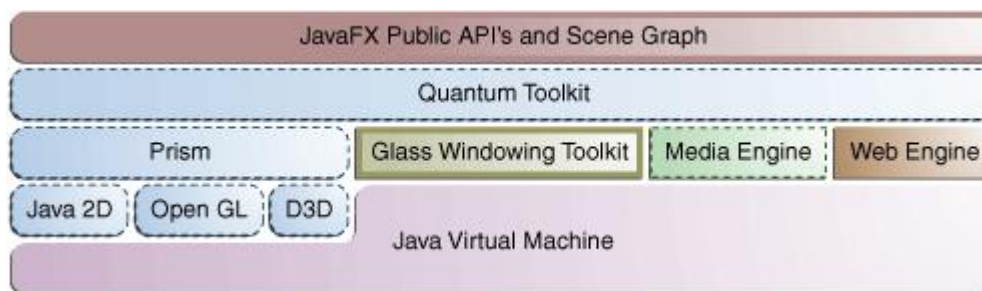 JavaFX Public API's and Scene Graph
Quantum Toolkit
Prism
Glass Windowing Toolkit
Media Engine
Web Engine
Java 2D
Open GL
D3D
Java Virtual Machine